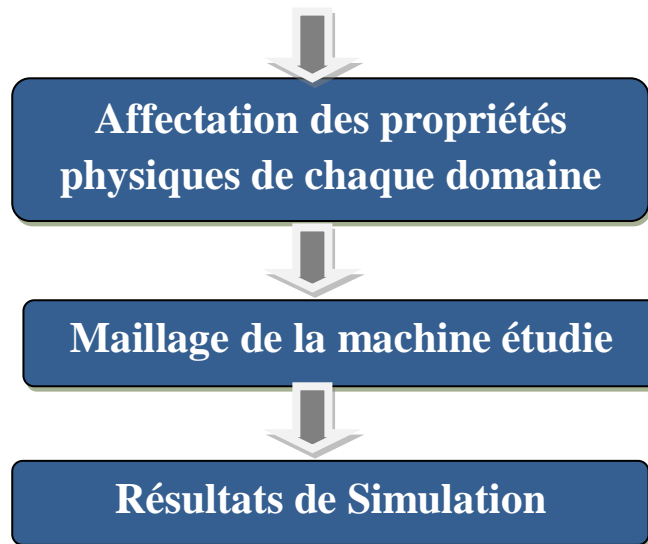 Affectation des propriétés
physiques de chaque domaine
Maillage de la machine étudie
Résultats de Simulation